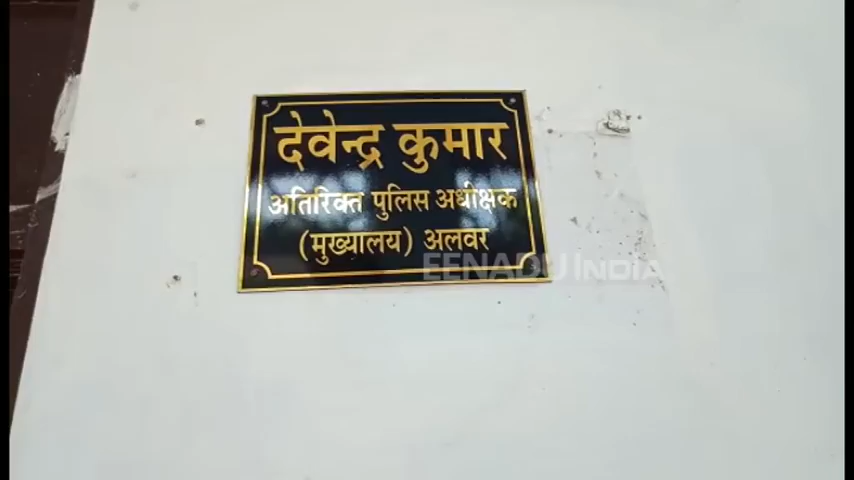 देवेन्द्र कुमार
अतिरिक्त पुलिस अधीक्षक
(मुख्यालय) अलवर
EENADU INDIA